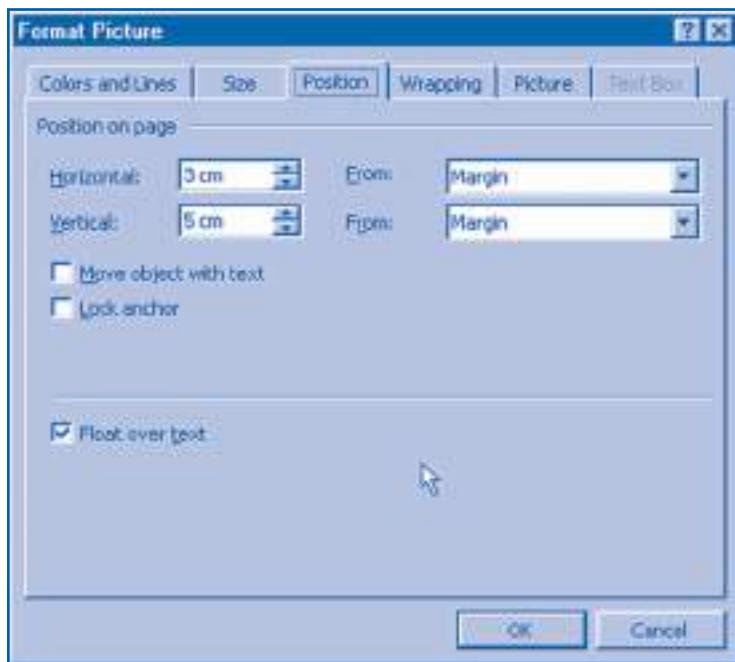 Format Picture
Colors and Lines Size Position Wrapping Picture Text Box
Position on page
Horizontal: 3 cm From: Margin
Vertical: 5 cm From: Margin
Move object with text
Lock anchor
Float over text
OK Cancel